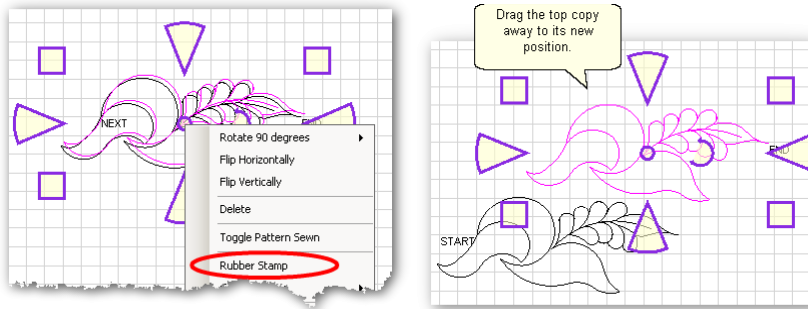 NEXT
Rotate 90 degrees
Flip Horizontally
Flip Vertically
Delete
Toggle Pattern Sewn
Rubber Stamp
Drag the top copy
away to its new
position.
END
START